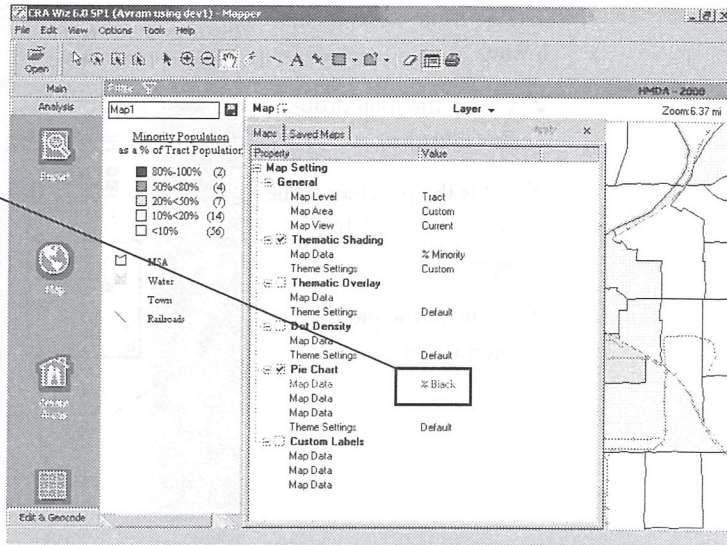 CRA Wiz 6.0 SP1 (Avram using dev1) - Mapper
File Edit View Options Tools Help
Open
Main
HMDA - 2000
Analysis
Map1
Map
Layer
Zoom:6.37 mi
Minority Population
as a % of Tract Population
80%-100% (2)
50%<80% (4)
20%<50% (7)
10%<20% (14)
<10% (56)
MSA
Water
Town
Railroads
Report
Map
Create
Areas
Edit & Geocode
Maps Saved Maps Apply X
Property Value
Map Setting
General
Map Level Tract
Map Area Custom
Map View Current
Thematic Shading
Map Data % Minority
Theme Settings Custom
Thematic Overlay
Map Data
Theme Settings Default
Dot Density
Map Data
Theme Settings Default
Pie Chart
Map Data % Black
Map Data
Map Data
Theme Settings Default
Custom Labels
Map Data
Map Data
Map Data